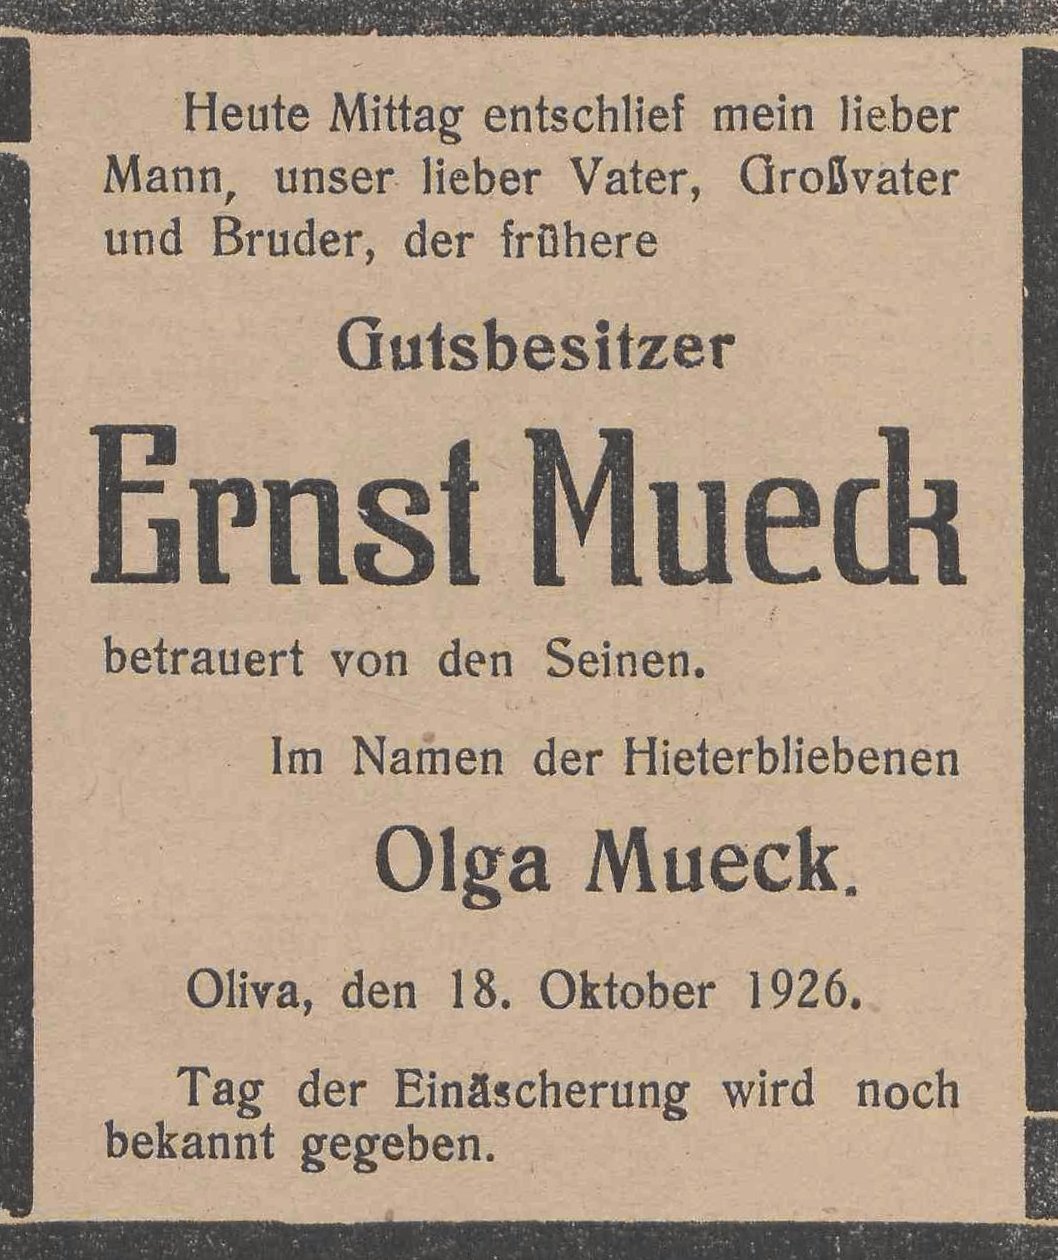 Heute Mittag entschlief mein lieber
Mann, unser lieber Vater, Großvater
und Bruder, der frühere
Gutsbesitzer
Ernst Mueck
betrauert von den Seinen.
Im Namen der Hieterbliebenen
Olga Mueck.
Oliva, den 18. Oktober 1926.
Tag der Einäscherung wird noch
bekannt gegeben.